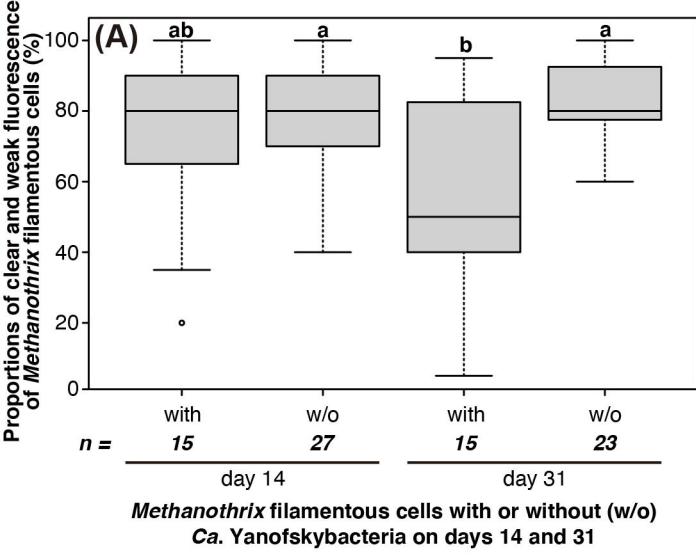 Proportions of clear and weak fluorescence
of Methanothrix filamentous cells (%)
(A)
100
80
60
40
20
0
ab
a
b
a
with w/o with w/o
n = 15 27 15 23
day 14 day 31
Methanothrix filamentous cells with or without (w/o)
Ca. Yanofskybacteria on days 14 and 31